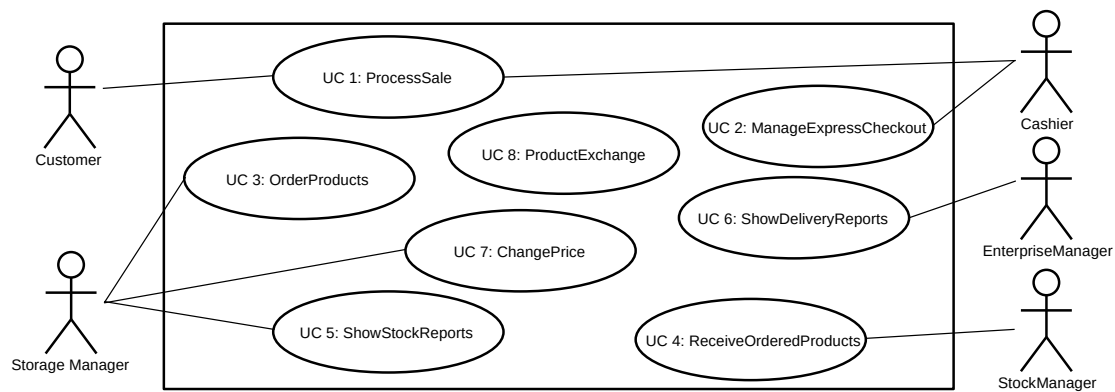 UC 1: ProcessSale
UC 2: ManageExpressCheckout
Cashier
Customer
UC 8: ProductExchange
UC 3: OrderProducts
UC 6: ShowDeliveryReports
UC 7: ChangePrice
EnterpriseManager
UC 5: ShowStockReports
UC 4: ReceiveOrderedProducts
Storage Manager
StockManager